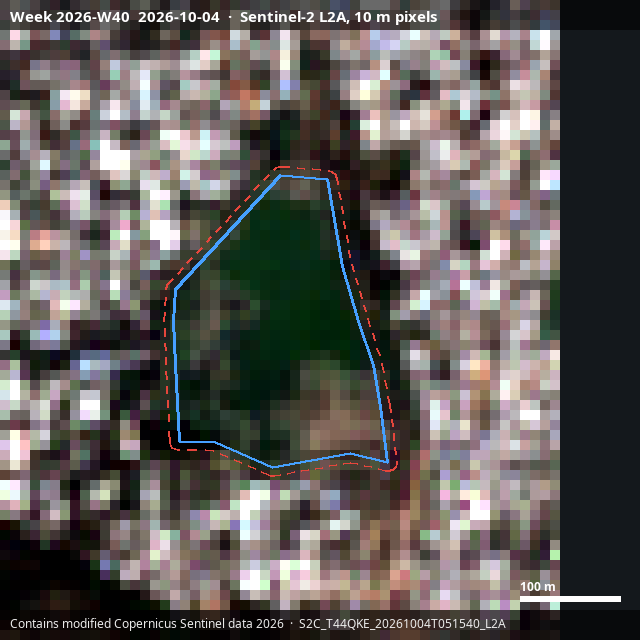 Week 2026-W40  2026-10-04  ·  Sentinel-2 L2A, 10 m pixels
100 m
Contains modified Copernicus Sentinel data 2026  ·  S2C_T44QKE_20261004T051540_L2A